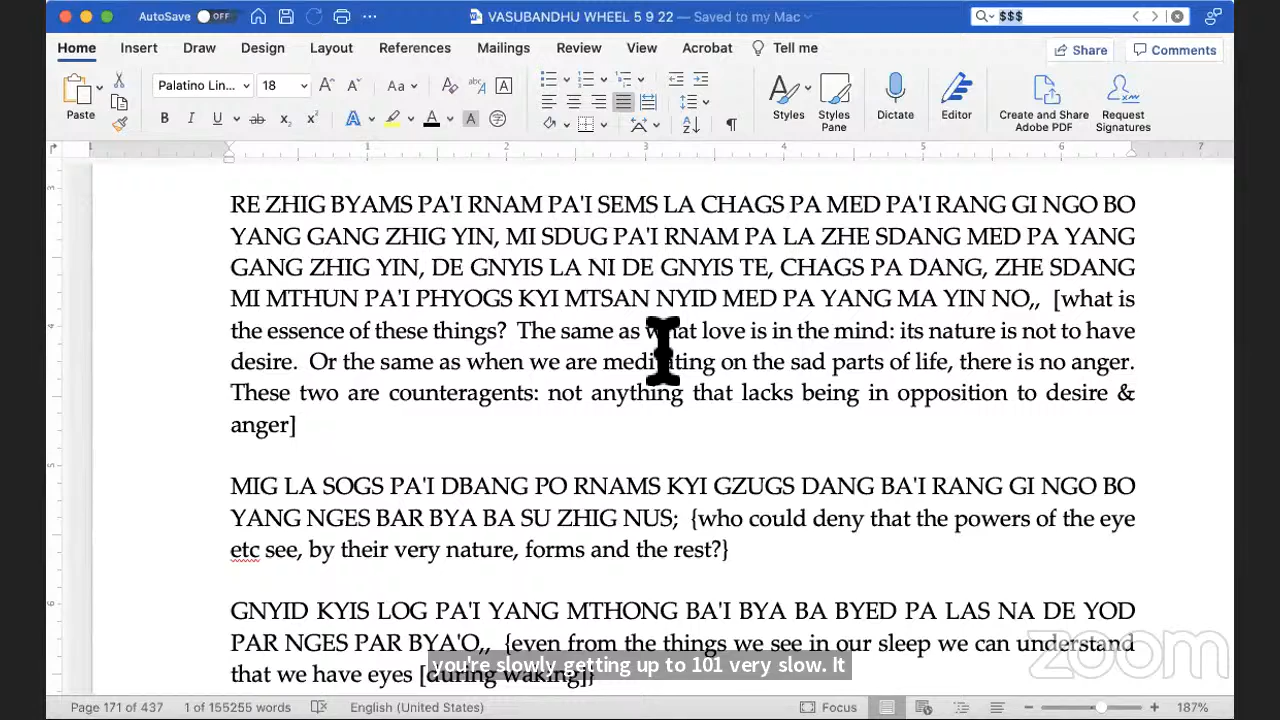 AutoSave OFF VASUBANDHU WHEEL 5 9 22 — Saved to my Mac $$$
Home Insert Draw Design Layout References Mailings Review View Acrobat Tell me Share Comments
Palatino Lin... 18
Paste Styles Styles Pane Dictate Editor Create and Share Adobe PDF Request Signatures
1 1 2 3 4 5 6 7
RE ZHIG BYAMS PA'I RNAM PA'I SEMS LA CHAGS PA MED PA'I RANG GI NGO BO
YANG GANG ZHIG YIN, MI SDUG PA'I RNAM PA LA ZHE SDANG MED PA YANG
GANG ZHIG YIN, DE GNYIS LA NI DE GNYIS TE, CHAGS PA DANG, ZHE SDANG
MI MTHUN PA'I PHYOGS KYI MTSAN NYID MED PA YANG MA YIN NO,, [what is
the essence of these things? The same as what love is in the mind: its nature is not to have
desire. Or the same as when we are meditating on the sad parts of life, there is no anger.
These two are counteragents: not anything that lacks being in opposition to desire &
anger]
MIG LA SOGS PA'I DBANG PO RNAMS KYI GZUGS DANG BA'I RANG GI NGO BO
YANG NGES BAR BYA BA SU ZHIG NUS; {who could deny that the powers of the eye
etc see, by their very nature, forms and the rest?}
GNYID KYIS LOG PA'I YANG MTHONG BA'I BYA BA BYED PA LAS NA DE YOD
PAR NGES PAR BYA'O,, {even from the things we see in our sleep we can understand
that we have eyes [during waking]}
you're slowly getting up to 101 very slow. It
zoom
Page 171 of 437 1 of 155255 words English (United States) Focus 187%